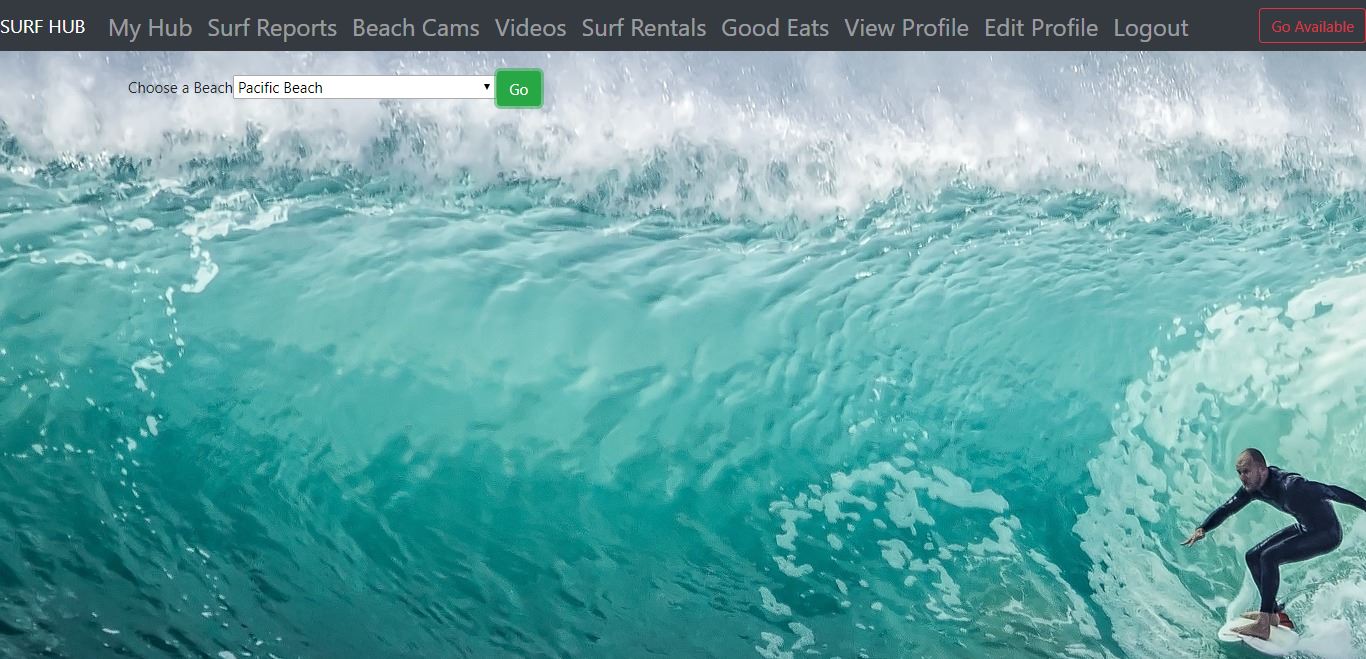 SURF HUB My Hub Surf Reports Beach Cams Videos Surf Rentals Good Eats View Profile Edit Profile Logout Go Available
Choose a Beach Pacific Beach Go